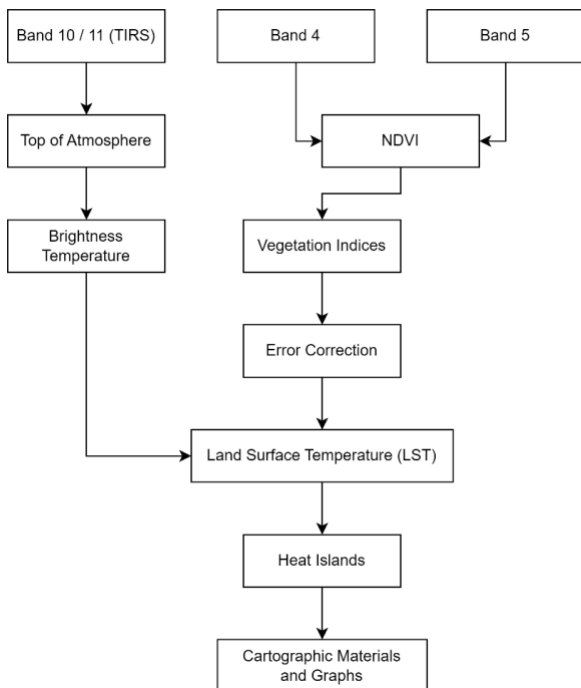 Band 10 / 11 (TIRS)
Band 4
Band 5
Top of Atmosphere
NDVI
Brightness
Temperature
Vegetation Indices
Error Correction
Land Surface Temperature (LST)
Heat Islands
Cartographic Materials
and Graphs